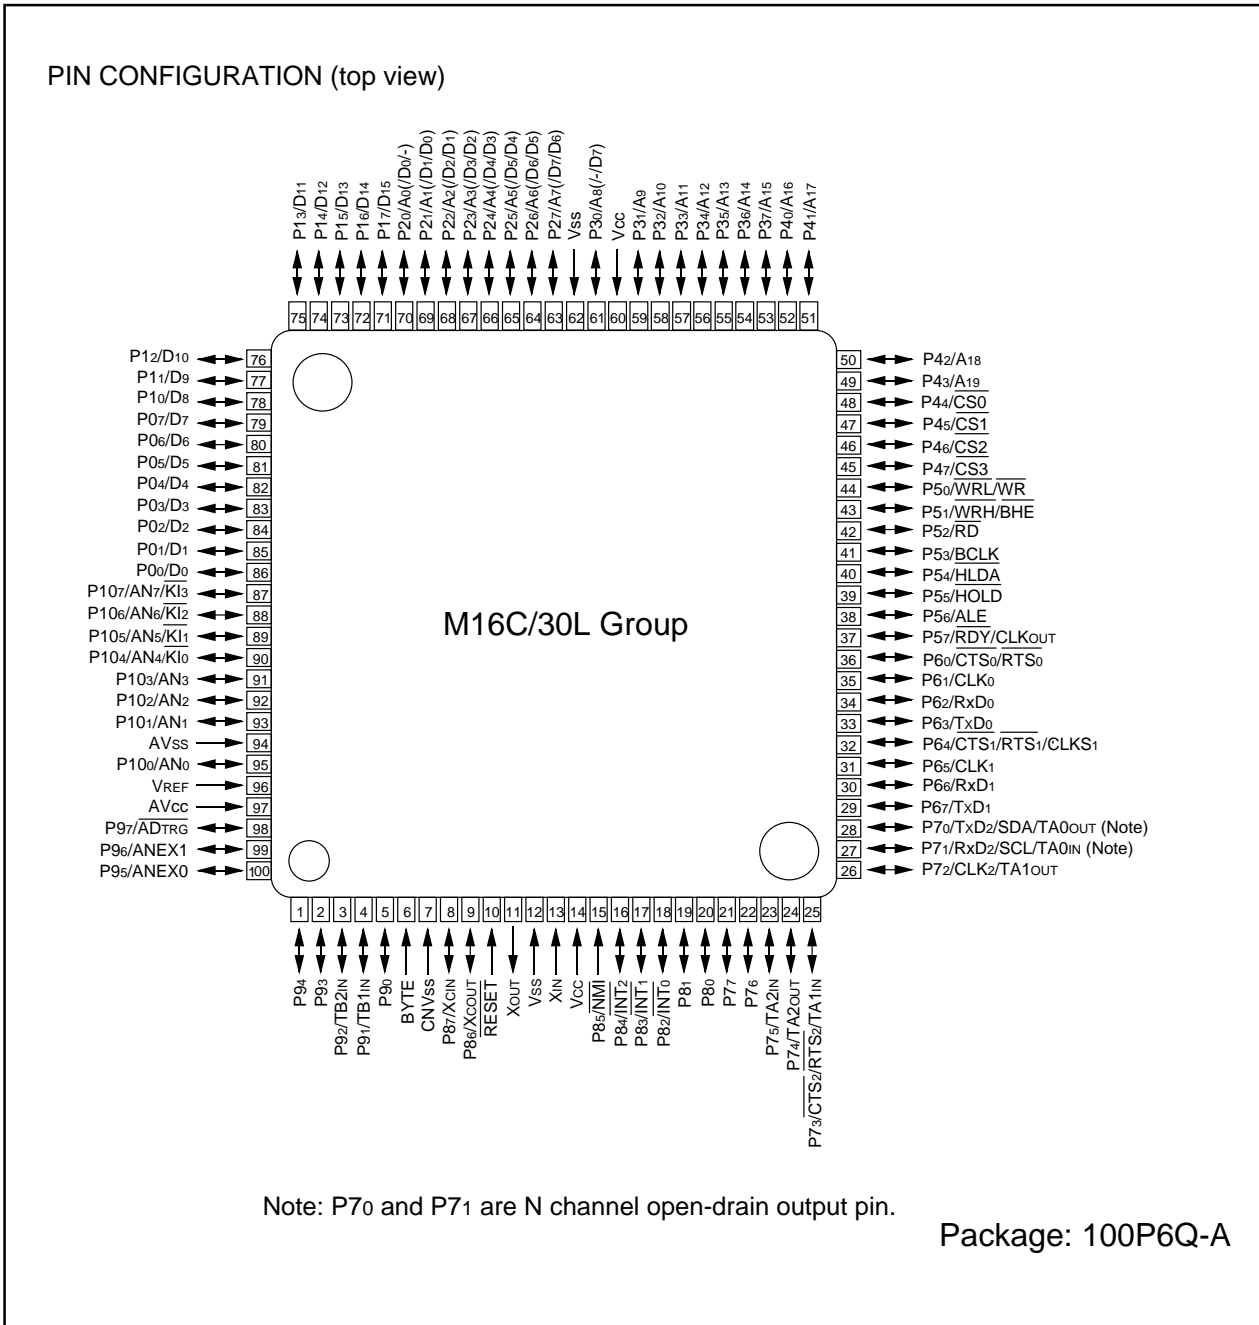 PIN CONFIGURATION (top view)
P13/D11
P14/D12
P15/D13
P16/D14
P17/D15
P20/A0(/D0/-)
P21/A1(/D1/D0)
P22/A2(/D2/D1)
P23/A3(/D3/D2)
P24/A4(/D4/D3)
P25/A5(/D5/D4)
P26/A6(/D6/D5)
P27/A7(/D7/D6)
Vss
P30/A8(-/D7)
Vcc
P31/A9
P32/A10
P33/A11
P34/A12
P35/A13
P36/A14
P37/A15
P40/A16
P41/A17
75 74 73 72 71 70 69 68 67 66 65 64 63 62 61 60 59 58 57 56 55 54 53 52 51
P12/D10 76
P11/D9 77
P10/D8 78
P07/D7 79
P06/D6 80
P05/D5 81
P04/D4 82
P03/D3 83
P02/D2 84
P01/D1 85
P00/D0 86
P107/AN7/KI3 87
P106/AN6/KI2 88
P105/AN5/KI1 89
P104/AN4/KI0 90
P103/AN3 91
P102/AN2 92
P101/AN1 93
AVss 94
P100/AN0 95
VREF 96
AVcc 97
P97/ADTRG 98
P96/ANEX1 99
P95/ANEX0 100
M16C/30L Group
50 P42/A18
49 P43/A19
48 P44/CS0
47 P45/CS1
46 P46/CS2
45 P47/CS3
44 P50/WRL/WR
43 P51/WRH/BHE
42 P52/RD
41 P53/BCLK
40 P54/HLDA
39 P55/HOLD
38 P56/ALE
37 P57/RDY/CLKOUT
36 P60/CTS0/RTS0
35 P61/CLK0
34 P62/RxD0
33 P63/TxD0
32 P64/CTS1/RTS1/CLKS1
31 P65/CLK1
30 P66/RxD1
29 P67/TxD1
28 P70/TxD2/SDA/TA0OUT (Note)
27 P71/RxD2/SCL/TA0IN (Note)
26 P72/CLK2/TA1OUT
1 2 3 4 5 6 7 8 9 10 11 12 13 14 15 16 17 18 19 20 21 22 23 24 25
P94
P93
P92/TB2IN
P91/TB1IN
P90
BYTE
CNVss
P87/XCIN
P86/XCOUT
RESET
XOUT
Vss
XIN
Vcc
P85/NMI
P84/INT2
P83/INT1
P82/INT0
P81
P80
P77
P76
P75/TA2IN
P74/TA2OUT
P73/CTS2/RTS2/TA1IN
Note: P70 and P71 are N channel open-drain output pin.
Package: 100P6Q-A